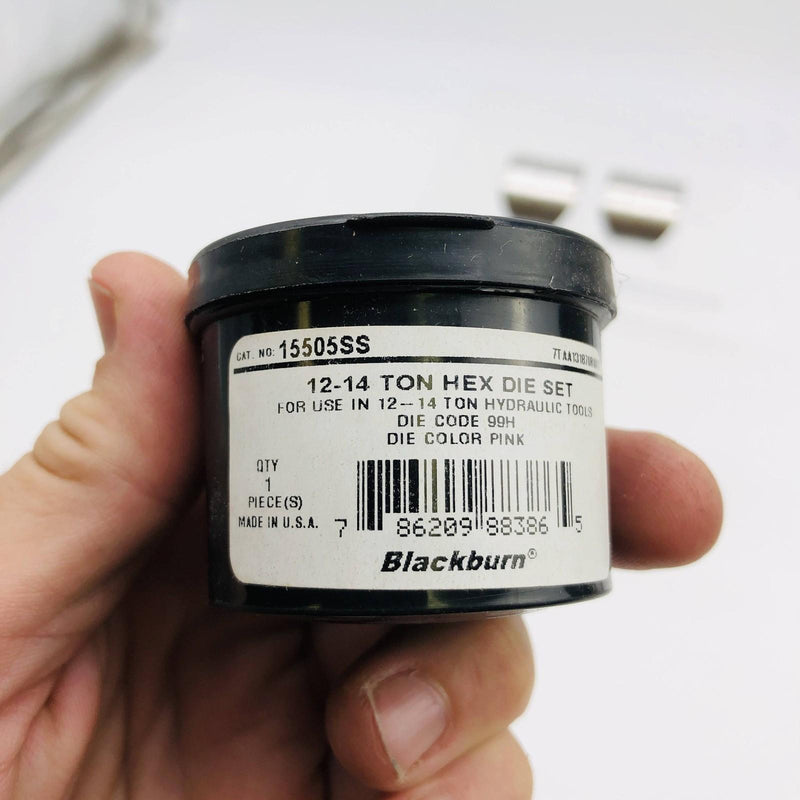 CAT. NO: 15505SS
12-14 TON HEX DIE SET
FOR USE IN 12-14 TON HYDRAULIC TOOLS
DIE CODE 99H
DIE COLOR PINK
QTY
1
PIECE(S)
MADE IN U.S.A.
7 86209 88386 5
Blackburn®